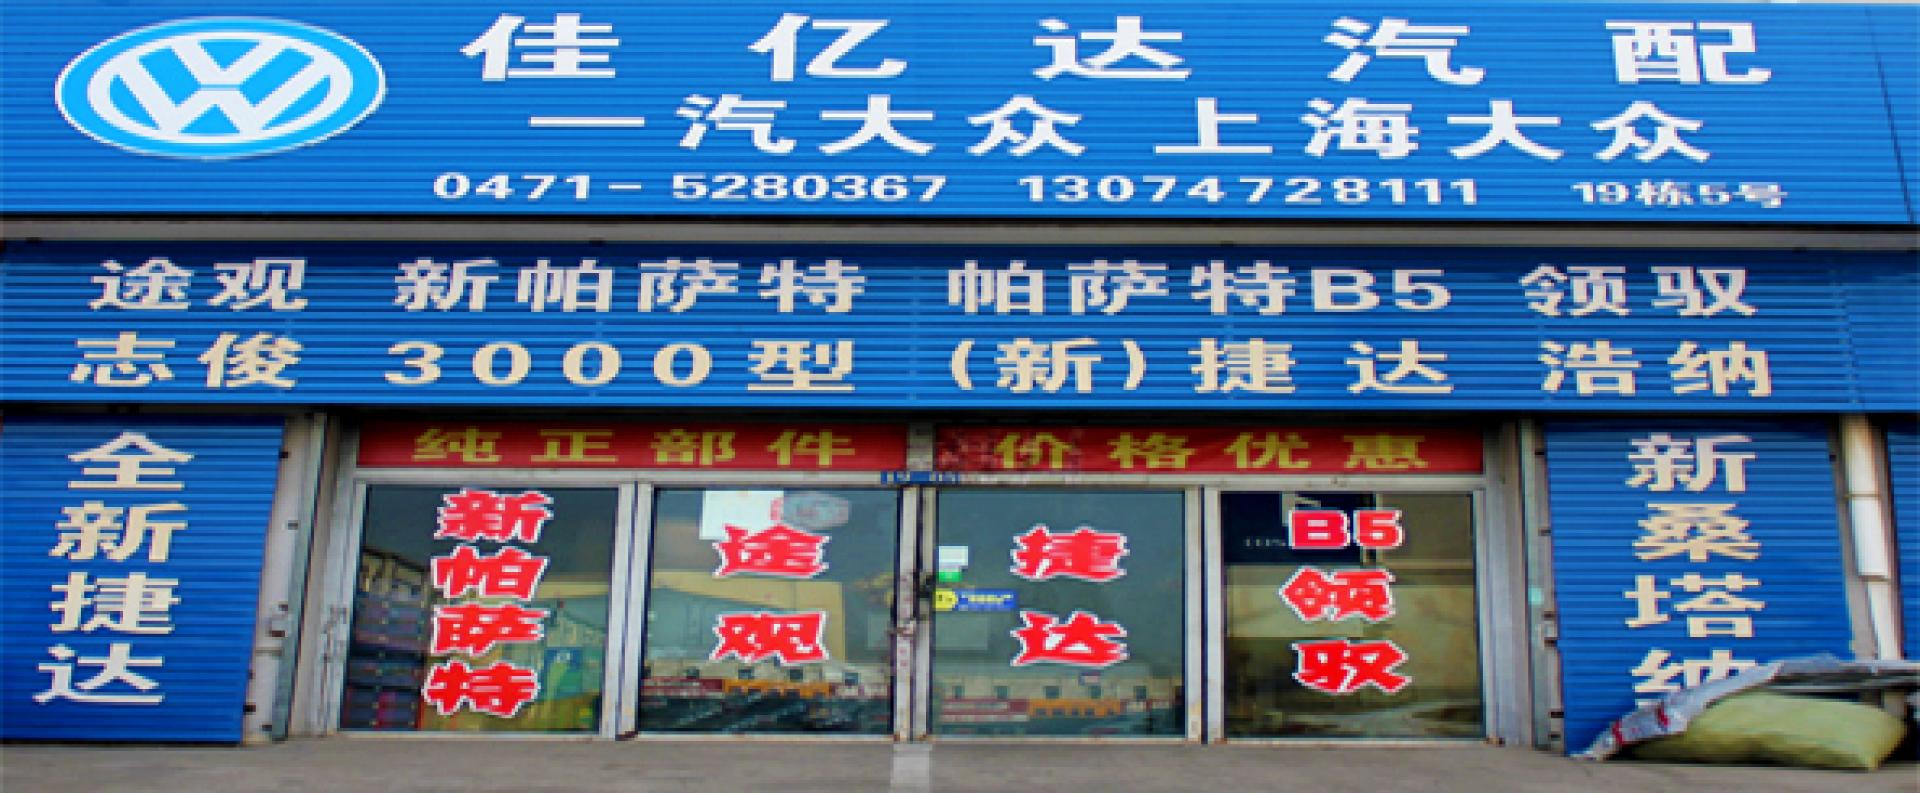 佳亿达汽配
一汽大众 上海大众
0471-5280367 13074728111 19栋5号
途观 新帕萨特 帕萨特B5 领驭
志俊 3000型 (新)捷达 浩纳
纯正部件 价格优惠
全新捷达
新帕萨特
途观
捷达
B5领驭
新桑塔纳